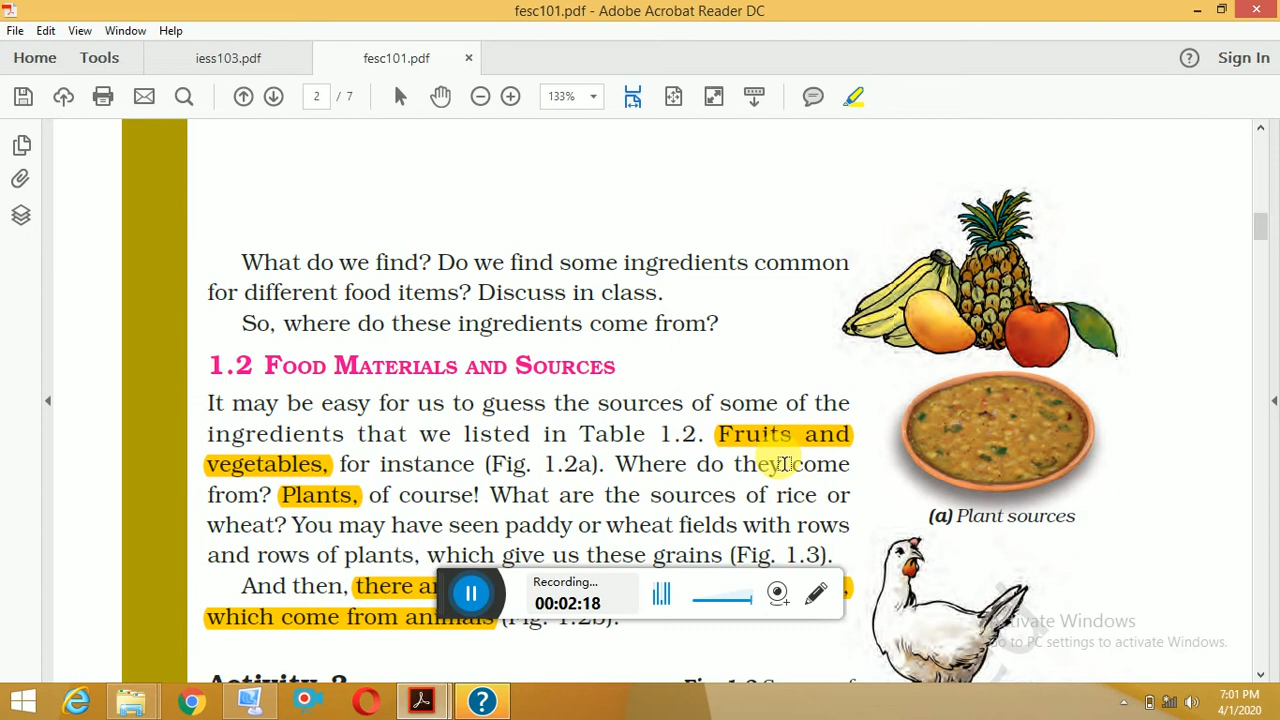 fesc101.pdf - Adobe Acrobat Reader DC
File Edit View Window Help
Home Tools iess103.pdf fesc101.pdf × Sign In
2 / 7 133%
What do we find? Do we find some ingredients common
for different food items? Discuss in class.
So, where do these ingredients come from?
1.2 FOOD MATERIALS AND SOURCES
It may be easy for us to guess the sources of some of the
ingredients that we listed in Table 1.2. Fruits and
vegetables, for instance (Fig. 1.2a). Where do they come
from? Plants, of course! What are the sources of rice or
wheat? You may have seen paddy or wheat fields with rows
and rows of plants, which give us these grains (Fig. 1.3).
And then, there
which come from animals (Fig. 1.2b).
(a) Plant sources
Recording...
00:02:18
Activate Windows
Go to PC settings to activate Windows.
7:01 PM
4/1/2020